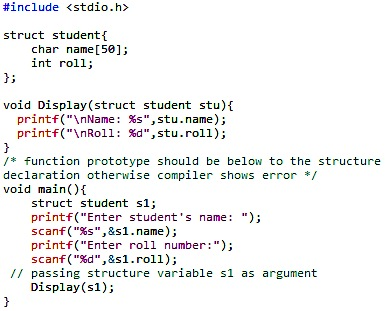 #include <stdio.h>
struct student{
char name[50];
int roll;
};
void Display(struct student stu){
printf("\nName: %s",stu.name);
printf("\nRoll: %d",stu.roll);
}
/* function prototype should be below to the structure
declaration otherwise compiler shows error */
void main(){
struct student s1;
printf("Enter student's name: ");
scanf("%s",&s1.name);
printf("Enter roll number:");
scanf("%d",&s1.roll);
// passing structure variable s1 as argument
Display(s1);
}